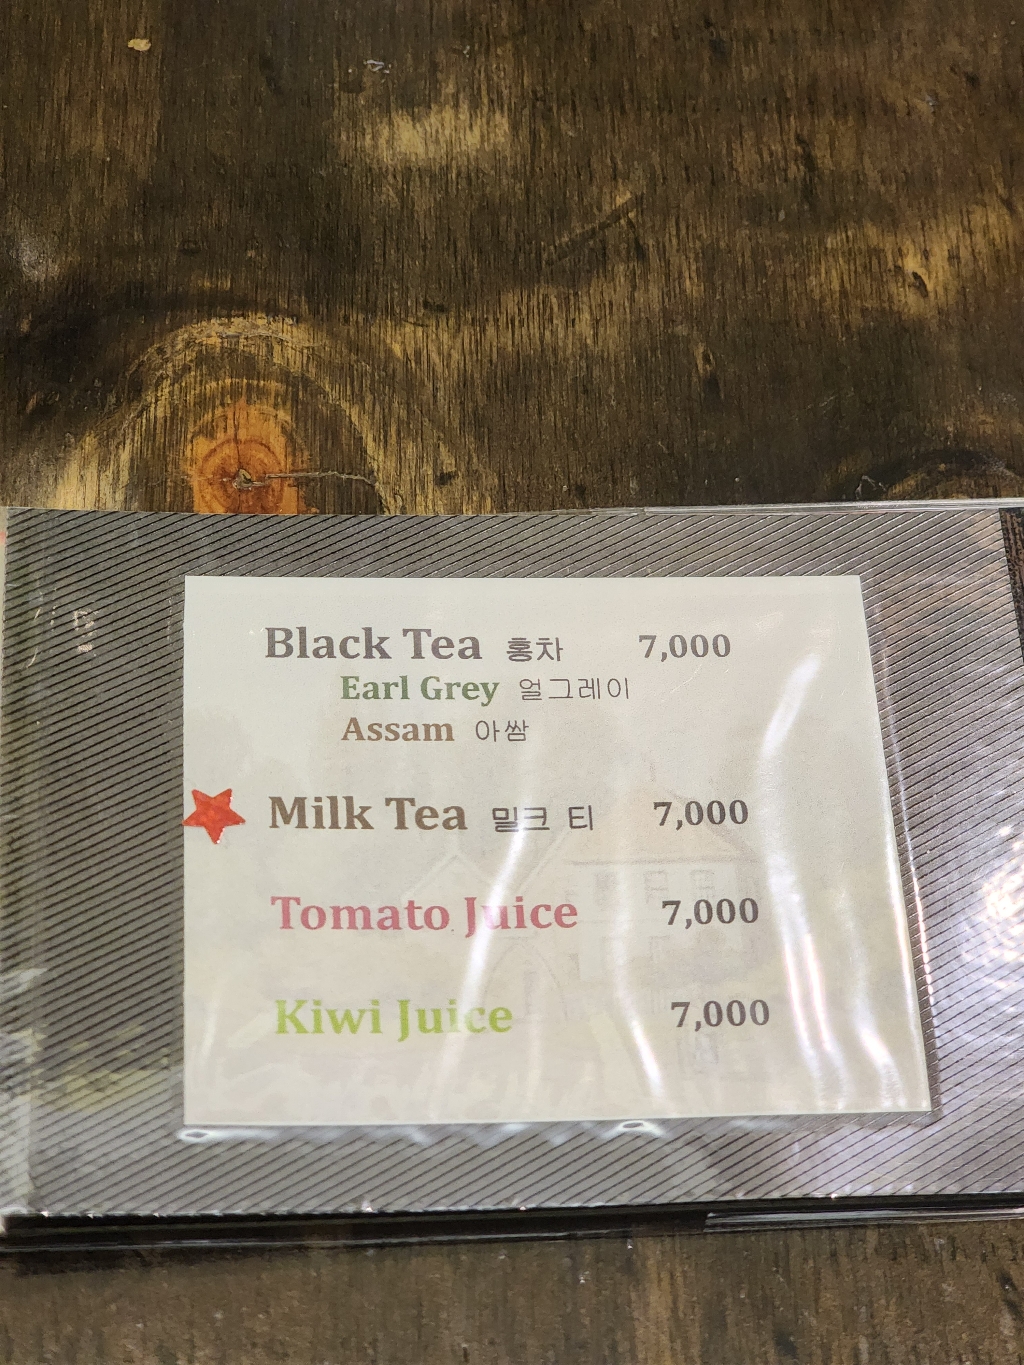 Black Tea 홍차 7,000
Earl Grey 얼그레이
Assam 아쌈
Milk Tea 밀크 티 7,000
Tomato Juice 7,000
Kiwi Juice 7,000